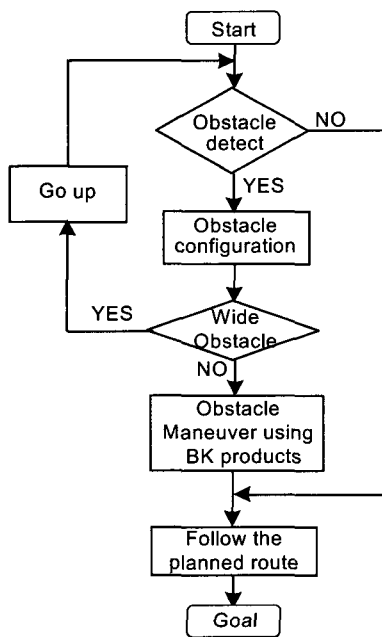 Start
Obstacle
detect
NO
YES
Go up
Obstacle
configuration
YES
Wide
Obstacle
NO
Obstacle
Maneuver using
BK products
Follow the
planned route
Goal